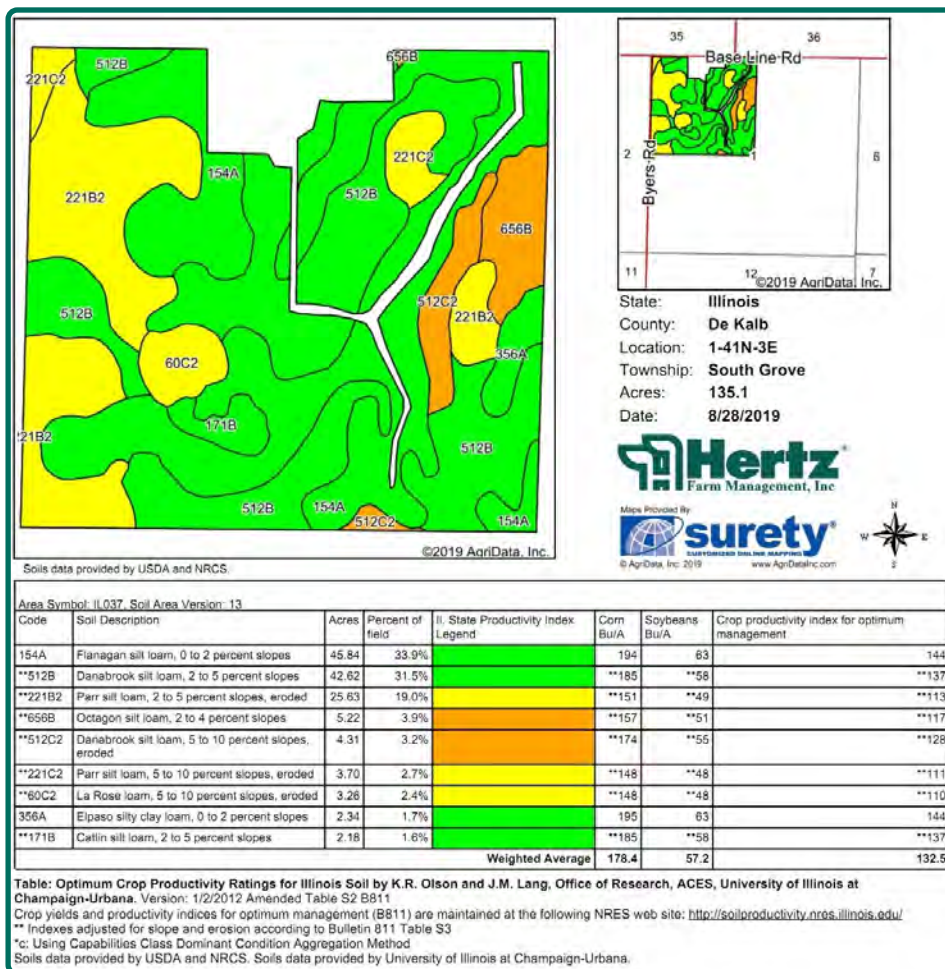 512B
656B
221C2
154A
221C2
221B2
512B
656B
512B
512C2
221B2
356A
60C2
171B
221B2
512B
512B
154A
512C2
154A
©2019 AgriData, Inc.
Soils data provided by USDA and NRCS.
35
36
Base Line Rd
2
1
6
Byers Rd
11
12
7
©2019 AgriData, Inc.
State: Illinois
County: De Kalb
Location: 1-41N-3E
Township: South Grove
Acres: 135.1
Date: 8/28/2019
Hertz®
Farm Management, Inc
Maps Provided By
surety®
CUSTOMIZED ONLINE MAPPING
© AgriData, Inc. 2019 www.AgriDataInc.com
N
W E
S
Area Symbol: IL037, Soil Area Version: 13
Code Soil Description Acres Percent of field II. State Productivity Index Legend Corn Bu/A Soybeans Bu/A Crop productivity index for optimum management
154A Flanagan silt loam, 0 to 2 percent slopes 45.84 33.9% 194 63 144
**512B Danabrook silt loam, 2 to 5 percent slopes 42.62 31.5% **185 **58 **137
**221B2 Parr silt loam, 2 to 5 percent slopes, eroded 25.63 19.0% **151 **49 **113
**656B Octagon silt loam, 2 to 4 percent slopes 5.22 3.9% **157 **51 **117
**512C2 Danabrook silt loam, 5 to 10 percent slopes, eroded 4.31 3.2% **174 **55 **128
**221C2 Parr silt loam, 5 to 10 percent slopes, eroded 3.70 2.7% **148 **48 **111
**60C2 La Rose loam, 5 to 10 percent slopes, eroded 3.26 2.4% **148 **48 **110
356A Elpaso silty clay loam, 0 to 2 percent slopes 2.34 1.7% 195 63 144
**171B Catlin silt loam, 2 to 5 percent slopes 2.18 1.6% **185 **58 **137
Weighted Average 178.4 57.2 132.5
Table: Optimum Crop Productivity Ratings for Illinois Soil by K.R. Olson and J.M. Lang, Office of Research, ACES, University of Illinois at
Champaign-Urbana. Version: 1/2/2012 Amended Table S2 B811
Crop yields and productivity indices for optimum management (B811) are maintained at the following NRES web site: http://soilproductivity.nres.illinois.edu/
** Indexes adjusted for slope and erosion according to Bulletin 811 Table S3
*c: Using Capabilities Class Dominant Condition Aggregation Method
Soils data provided by USDA and NRCS. Soils data provided by University of Illinois at Champaign-Urbana.